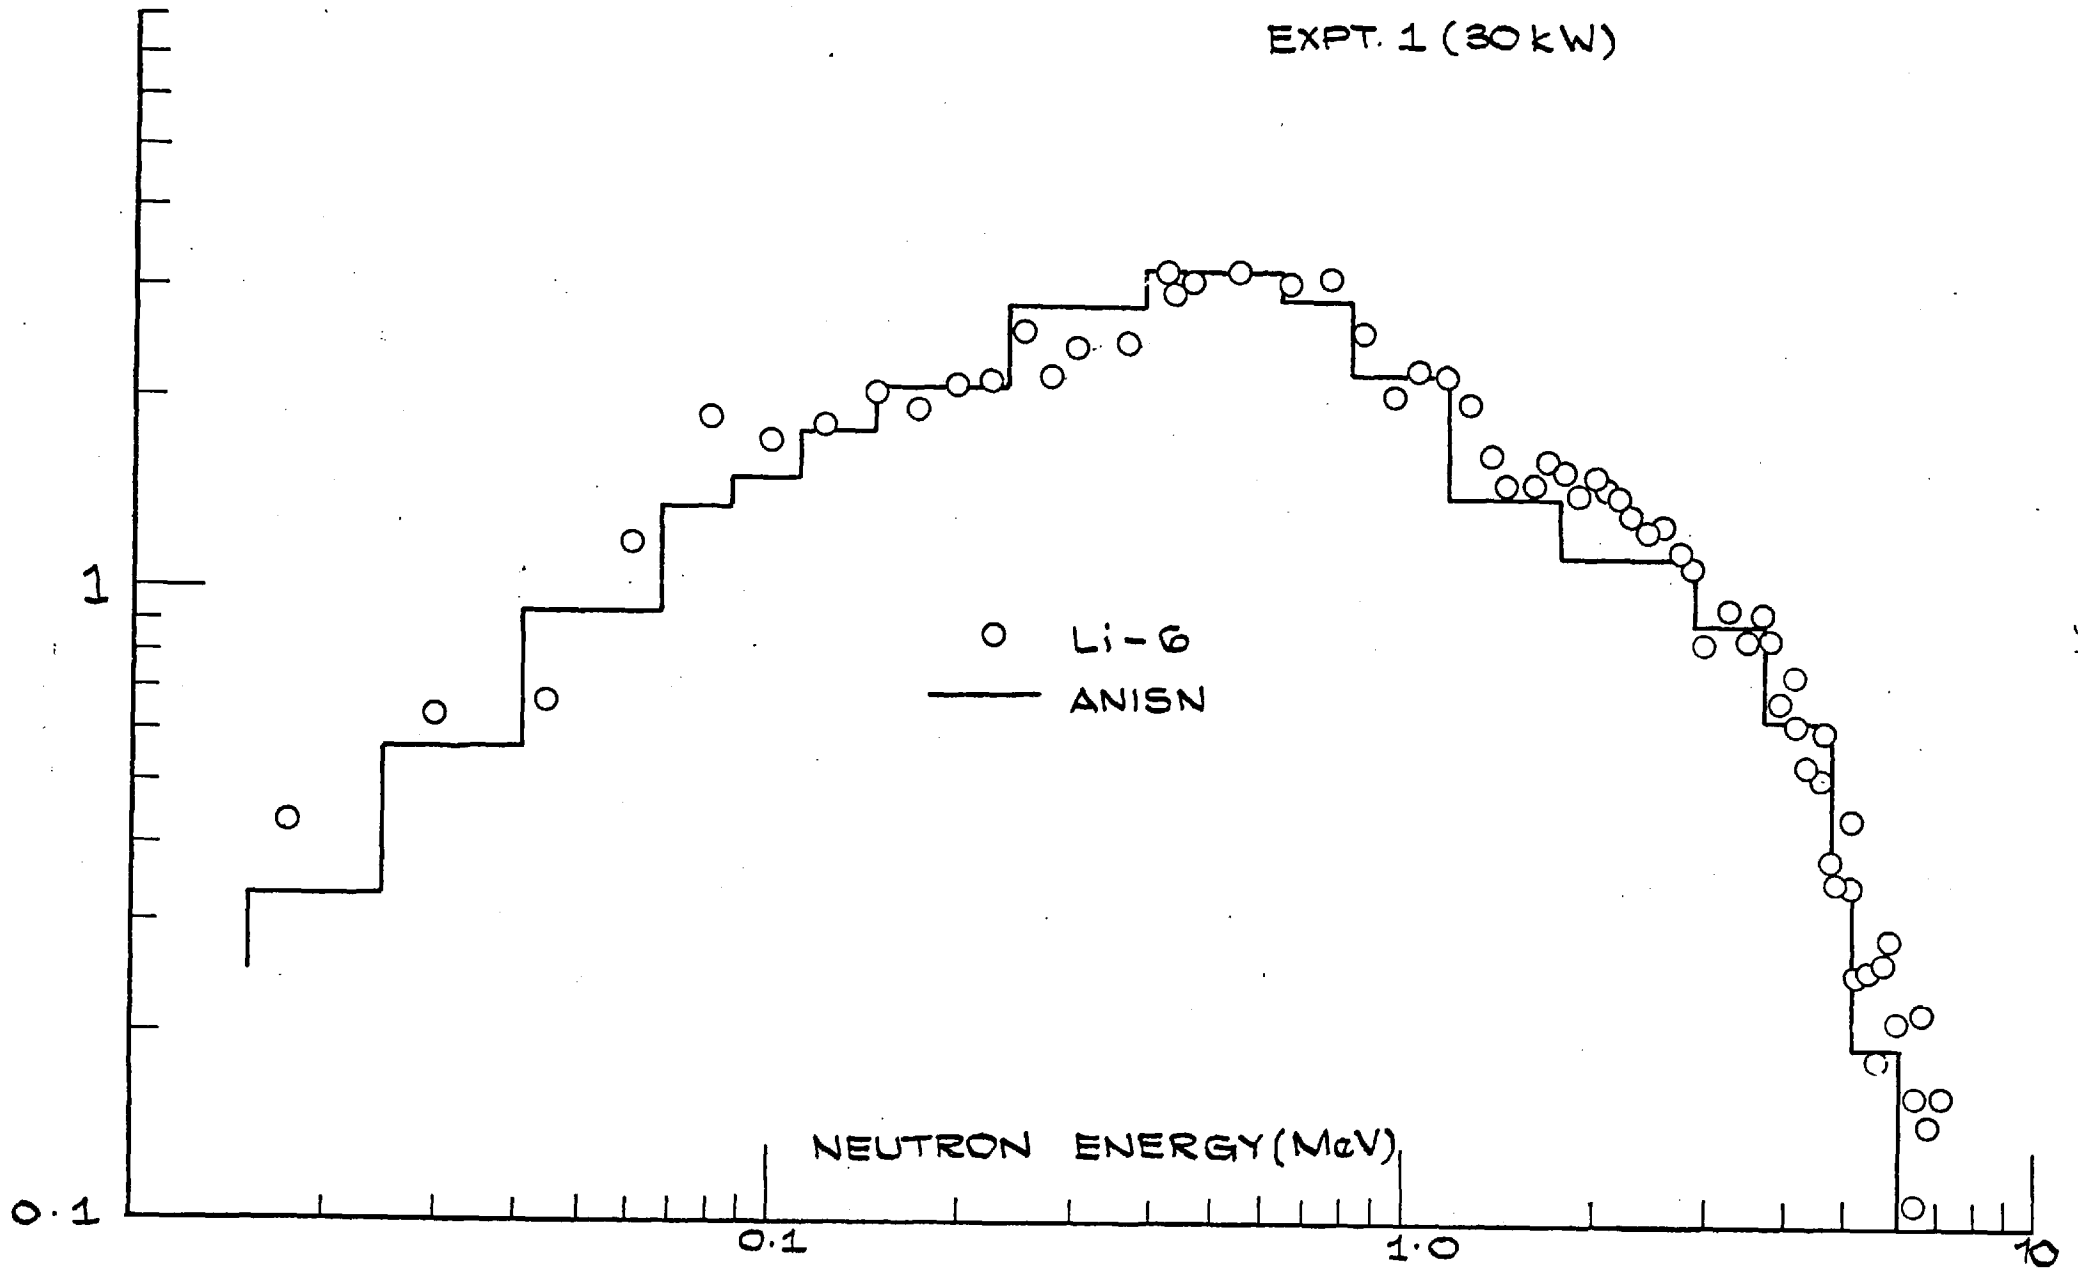 EXPT. 1 (30 kW)
1
Li-6
ANISN
NEUTRON ENERGY (MeV)
0.1
0.1
1.0
10